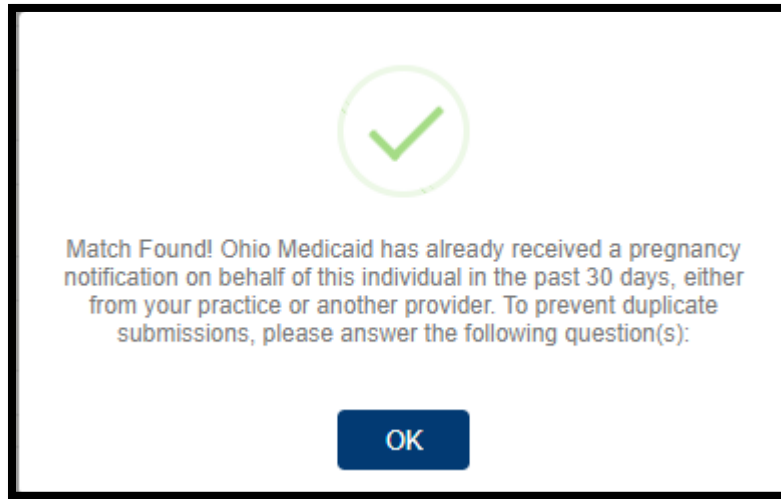 Match Found! Ohio Medicaid has already received a pregnancy
notification on behalf of this individual in the past 30 days, either
from your practice or another provider. To prevent duplicate
submissions, please answer the following question(s):
OK